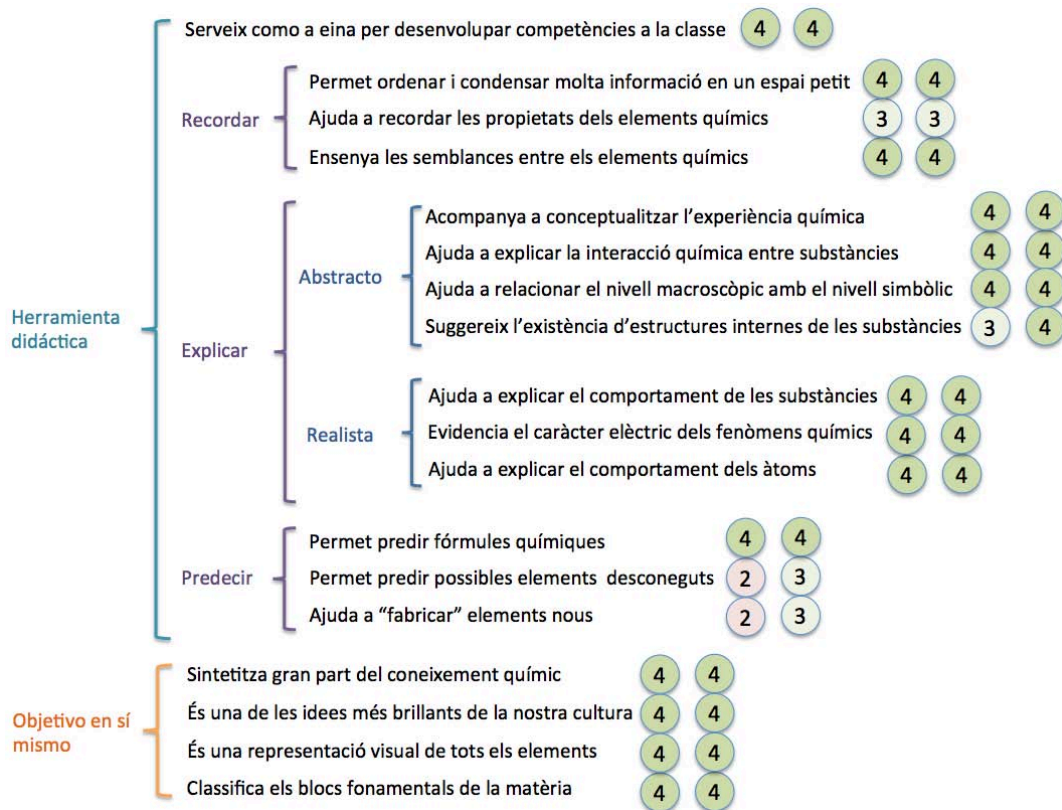 Serveix como a eina per desenvolupar competències a la classe 4 4
Recordar
Permet ordenar i condensar molta informació en un espai petit 4 4
Ajuda a recordar les propietats dels elements químics 3 3
Ensenya les semblances entre els elements químics 4 4
Herramienta
didáctica
Explicar
Abstracto
Acompanya a conceptualitzar l'experiència química 4 4
Ajuda a explicar la interacció química entre substàncies 4 4
Ajuda a relacionar el nivell macroscòpic amb el nivell simbòlic 4 4
Suggereix l'existència d'estructures internes de les substàncies 3 4
Realista
Ajuda a explicar el comportament de les substàncies 4 4
Evidencia el caràcter elèctric dels fenòmens químics 4 4
Ajuda a explicar el comportament dels àtoms 4 4
Predecir
Permet predir fórmules químiques 4 4
Permet predir possibles elements desconeguts 2 3
Ajuda a "fabricar" elements nous 2 3
Objetivo en sí
mismo
Sintetitza gran part del coneixement químic 4 4
És una de les idees més brillants de la nostra cultura 4 4
És una representació visual de tots els elements 4 4
Classifica els blocs fonamentals de la matèria 4 4